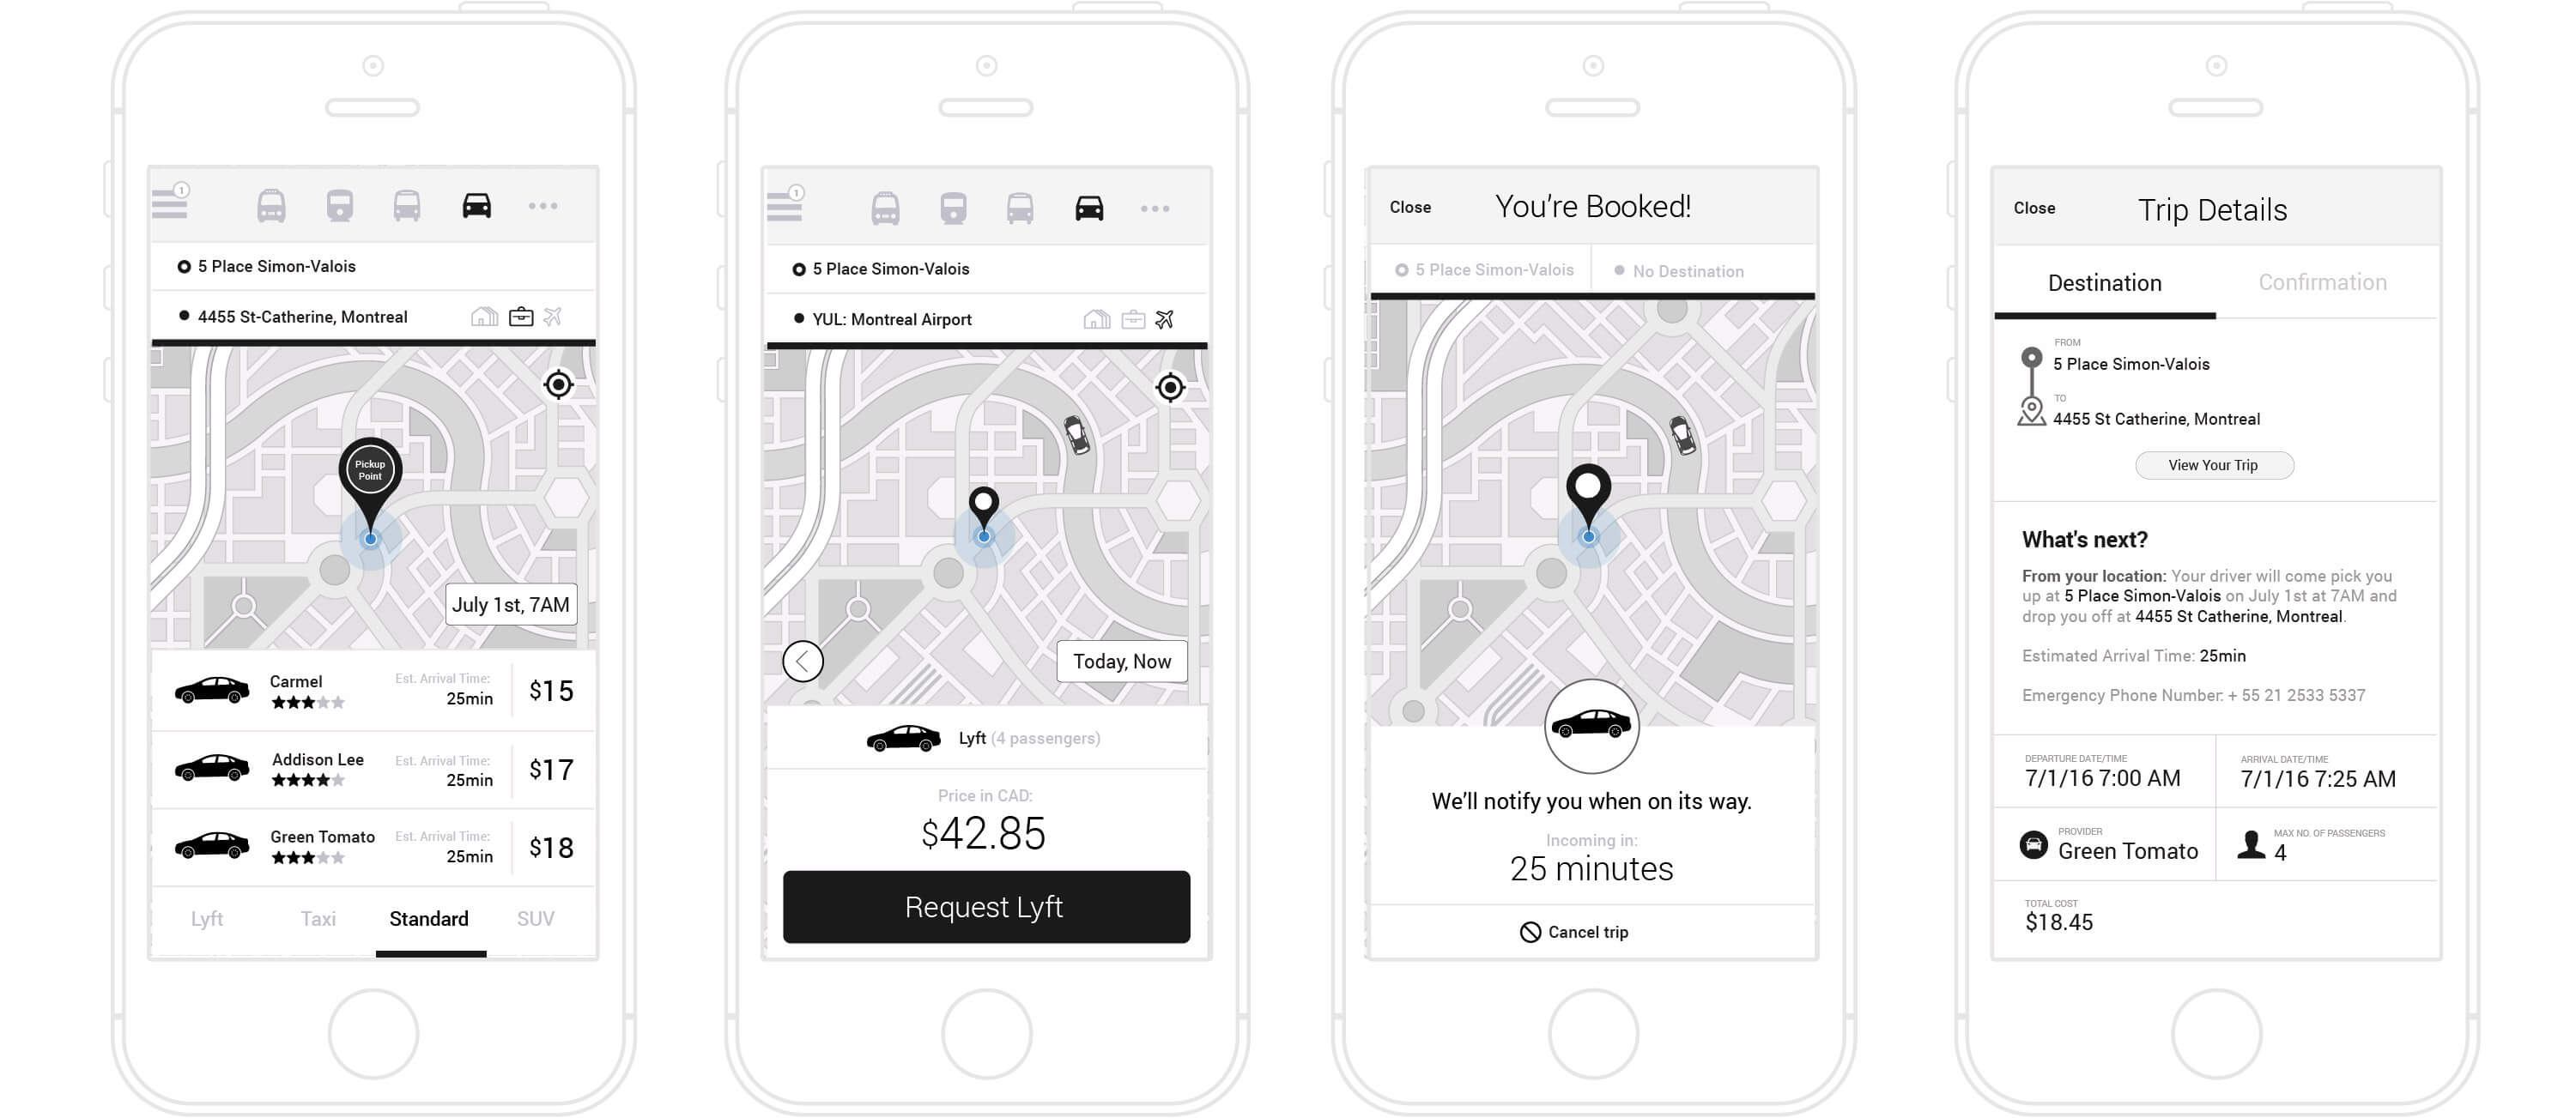 1
5 Place Simon-Valois
4455 St-Catherine, Montreal
Pickup
Point
July 1st, 7AM
Carmel
Est. Arrival Time:
25min
$15
Addison Lee
Est. Arrival Time:
25min
$17
Green Tomato
Est. Arrival Time:
25min
$18
Lyft Taxi Standard SUV
1
5 Place Simon-Valois
YUL: Montreal Airport
Today, Now
Lyft (4 passengers)
Price in CAD:
$42.85
Request Lyft
Close You're Booked!
5 Place Simon-Valois No Destination
We'll notify you when on its way.
Incoming in:
25 minutes
Cancel trip
Close Trip Details
Destination Confirmation
FROM
5 Place Simon-Valois
TO
4455 St Catherine, Montreal
View Your Trip
What's next?
From your location: Your driver will come pick you
up at 5 Place Simon-Valois on July 1st at 7AM and
drop you off at 4455 St Catherine, Montreal.
Estimated Arrival Time: 25min
Emergency Phone Number: + 55 21 2533 5337
DEPARTURE DATE/TIME
7/1/16 7:00 AM
ARRIVAL DATE/TIME
7/1/16 7:25 AM
PROVIDER
Green Tomato
MAX NO. OF PASSENGERS
4
TOTAL COST
$18.45